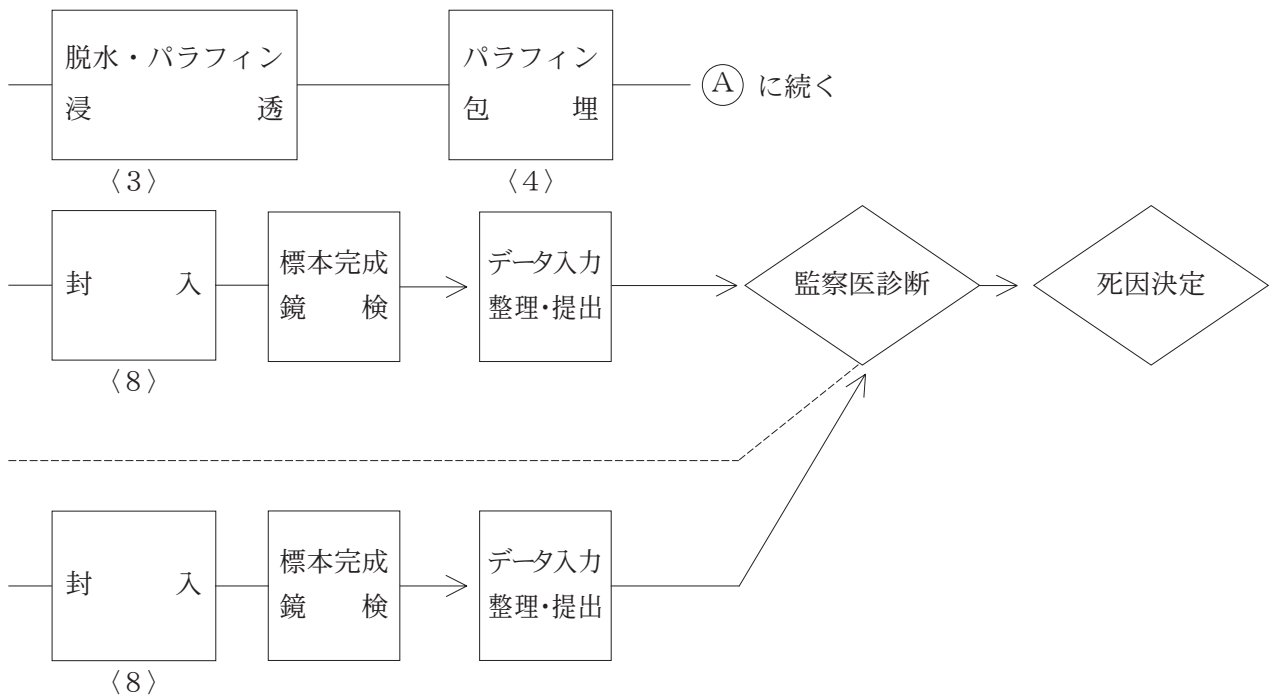 脱水・パラフィン
浸透
〈3〉
パラフィン
包埋
〈4〉
Ⓐ に続く
封入
〈8〉
標本完成
鏡検
データ入力
整理・提出
監察医診断
死因決定
封入
〈8〉
標本完成
鏡検
データ入力
整理・提出